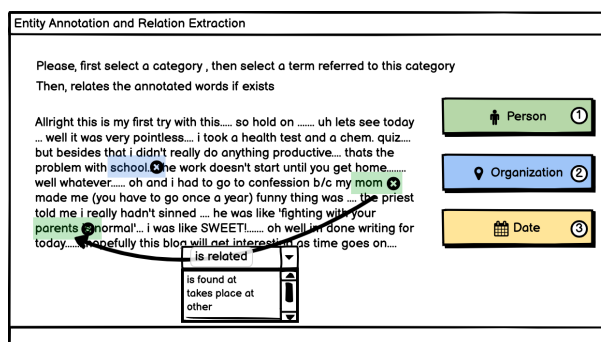 Entity Annotation and Relation Extraction
Please, first select a category , then select a term referred to this category
Then, relates the annotated words if exists
Allright this is my first try with this..... so hold on ....... uh lets see today
... well it was very pointless.... i took a health test and a chem. quiz....
but besides that i didn't really do anything productive.... thats the
problem with school. he work doesn't start until you get home........
well whatever...... oh and i had to go to confession b/c my mom
made me (you have to go once a year) funny thing was .... the priest
told me i really hadn't sinned .... he was like 'fighting with your
parents normal'... i was like SWEET!....... oh well im done writing for
today..... hopefully this blog will get interesting as time goes on....
is related
is found at
takes place at
other
Person 1
Organization 2
Date 3